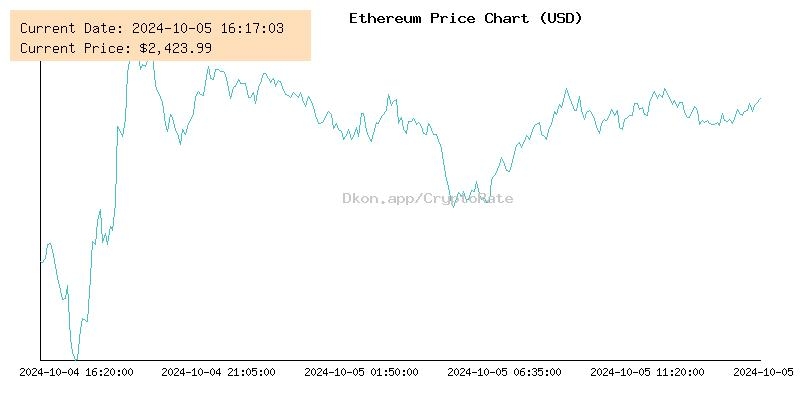 Ethereum Price Chart (USD)
Current Date: 2024-10-05 16:17:03
Current Price: $2,423.99
Dkon.app/CryptoRate
2024-10-04 16:20:00
2024-10-04 21:05:00
2024-10-05 01:50:00
2024-10-05 06:35:00
2024-10-05 11:20:00
2024-10-05